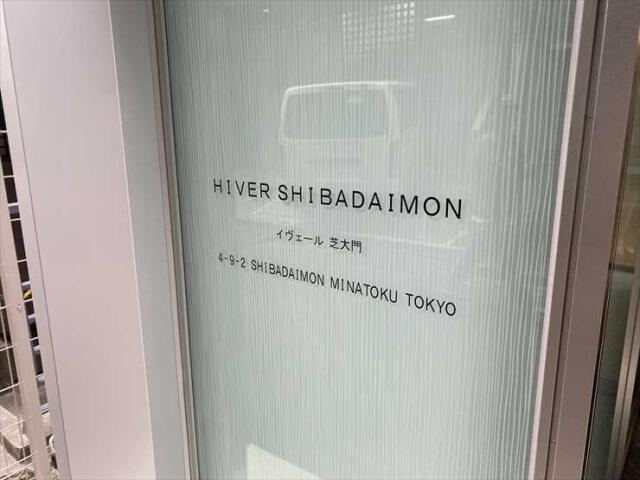 HIVER SHIBADAIMON
イヴェール 芝大門
4-9-2 SHIBADAIMON MINATOKU TOKYO